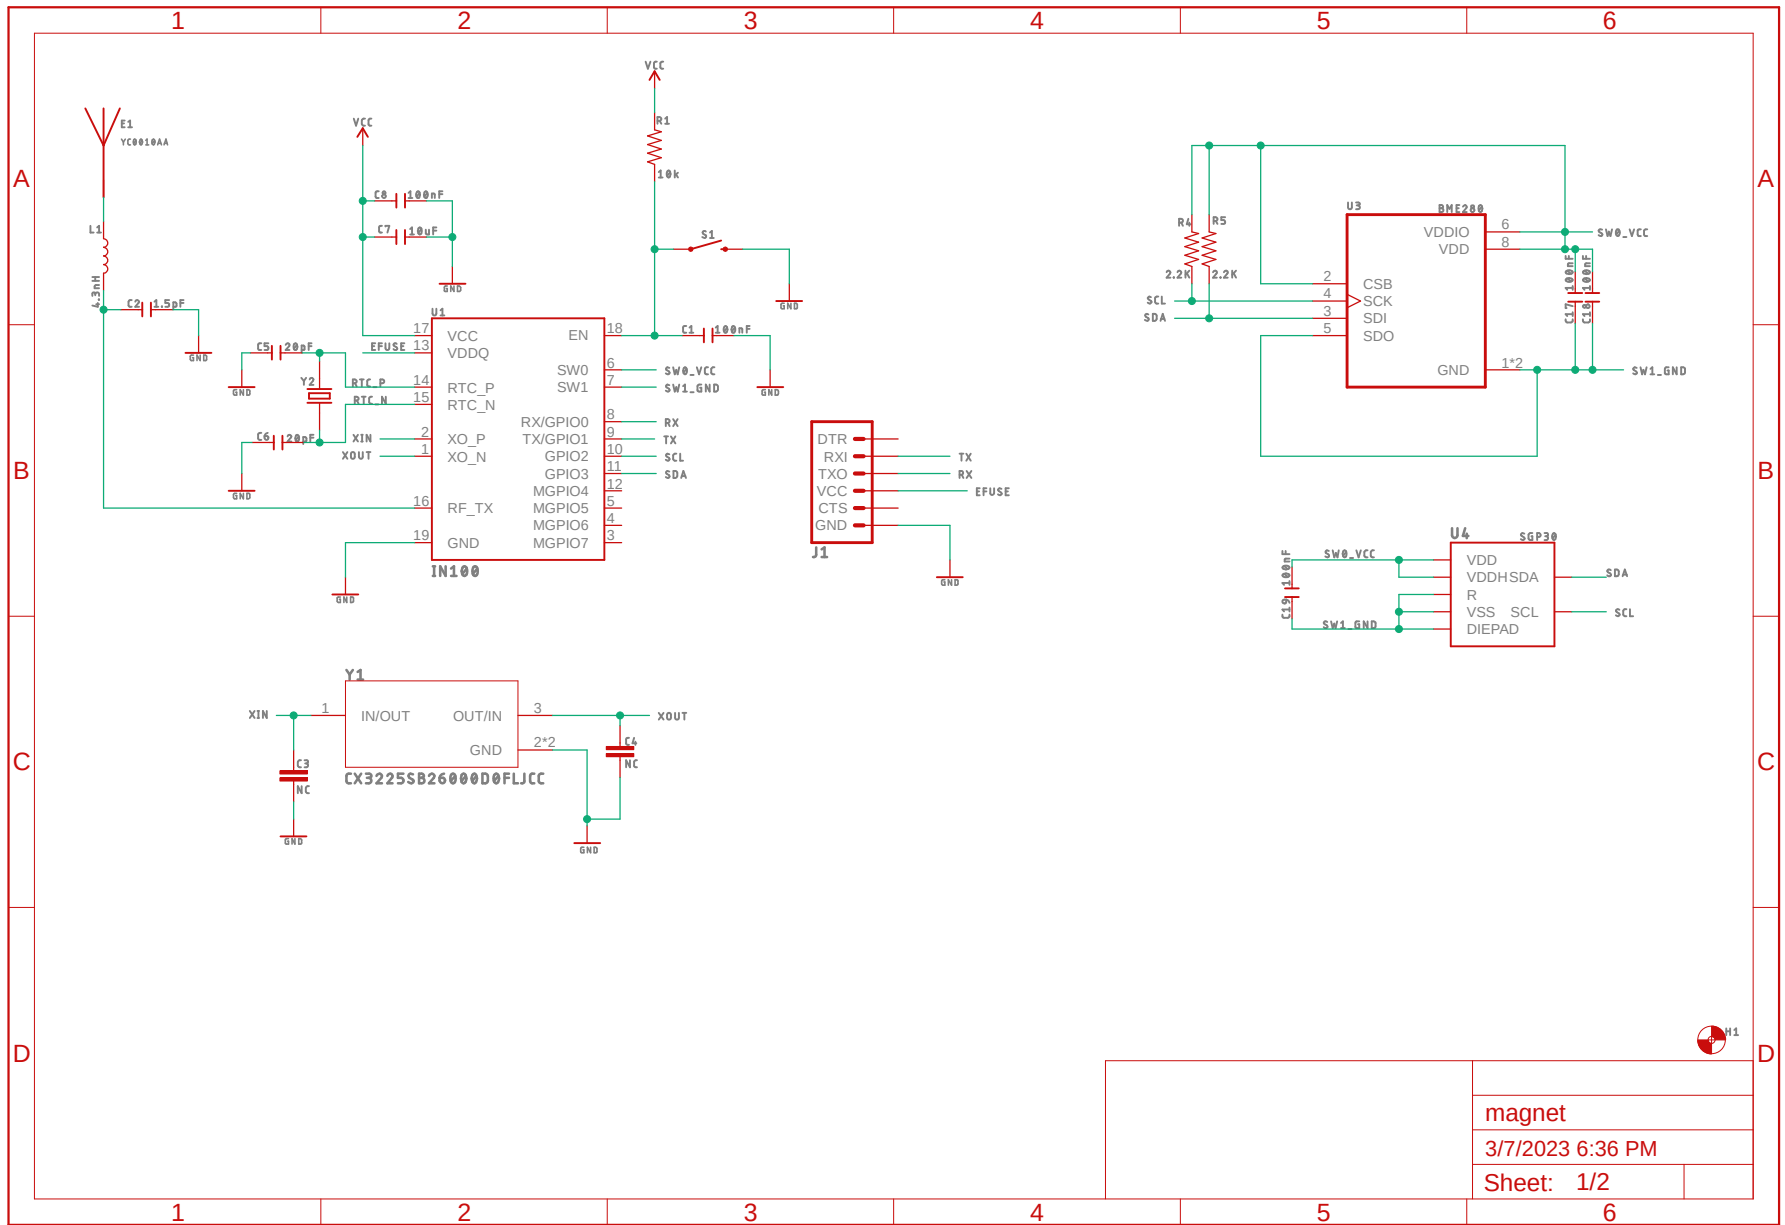 1 2 3 4 5 6
A
B
C
D
A
B
C
D
E1
YC0010AA
L1
4.3nH
C2 1.5pF
GND
VCC
C8 100nF
C7 10uF
GND
VCC
R1
10k
S1
GND
C1 100nF
GND
C5 20pF
GND
Y2
C6 20pF
GND
EFUSE
RTC_P
RTC_N
XIN
XOUT
U1
17 VCC
13 VDDQ
14 RTC_P
15 RTC_N
2 XO_P
1 XO_N
16 RF_TX
19 GND
EN 18
SW0 6
SW1 7
RX/GPIO0 8
TX/GPIO1 9
GPIO2 10
GPIO3 11
MGPIO4 12
MGPIO5 5
MGPIO6 4
MGPIO7 3
IN100
GND
SW0_VCC
SW1_GND
RX
TX
SCL
SDA
DTR
RXI
TXO
VCC
CTS
GND
J1
TX
RX
EFUSE
GND
R4 R5
2.2K 2.2K
SCL
SDA
U3 BME280
VDDIO 6
VDD 8
2 CSB
4 SCK
3 SDI
5 SDO
GND 1*2
SW0_VCC
C17 100nF
C18 100nF
SW1_GND
U4 SGP30
VDD
VDDH SDA
R
VSS SCL
DIEPAD
SW0_VCC
C19 100nF
SW1_GND
SDA
SCL
Y1
XIN 1 IN/OUT OUT/IN 3 XOUT
GND 2*2
CX3225SB26000D0FLJCC
C3
NC
GND
C4
NC
GND
H1
magnet
3/7/2023 6:36 PM
Sheet: 1/2
1 2 3 4 5 6